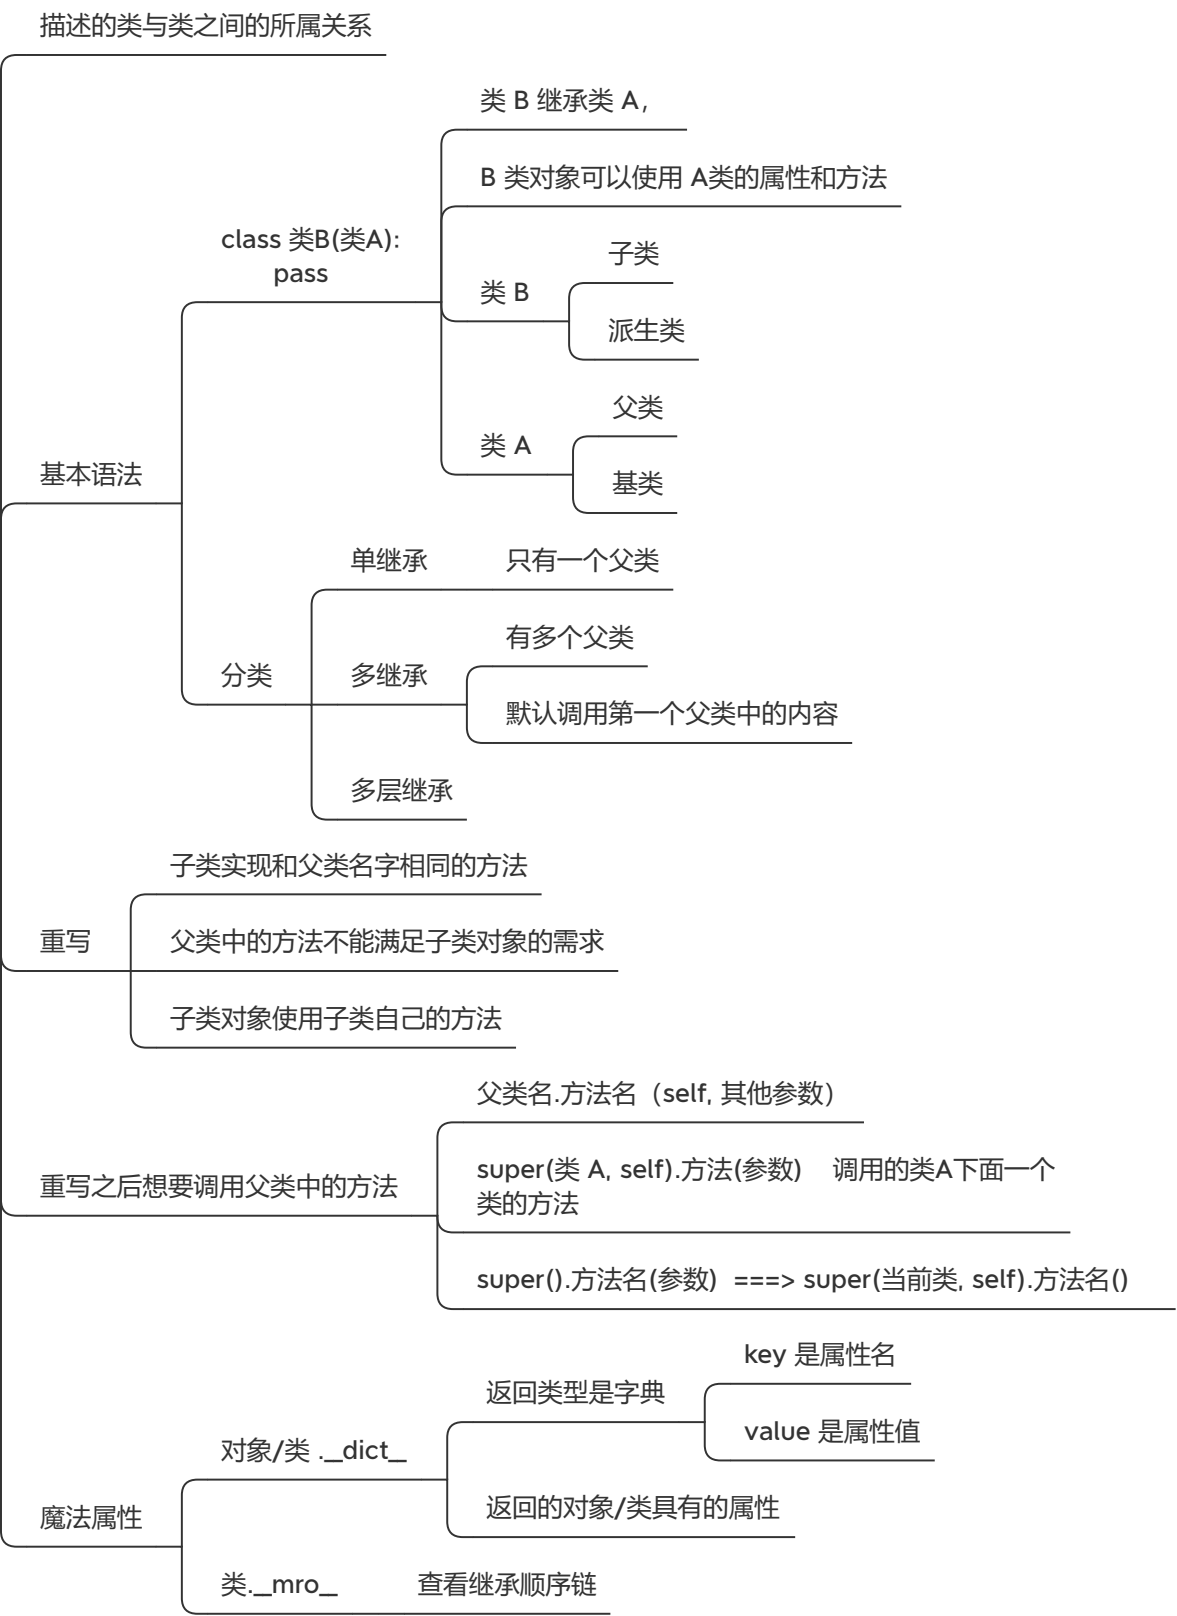 描述的类与类之间的所属关系
类 B 继承类 A，
B 类对象可以使用 A类的属性和方法
class 类B(类A):
pass
子类
类 B
派生类
父类
类 A
基类
基本语法
单继承
只有一个父类
有多个父类
分类
多继承
默认调用第一个父类中的内容
多层继承
子类实现和父类名字相同的方法
重写
父类中的方法不能满足子类对象的需求
子类对象使用子类自己的方法
父类名.方法名（self, 其他参数）
重写之后想要调用父类中的方法
super(类 A, self).方法(参数) 调用的类A下面一个
类的方法
super().方法名(参数) ===> super(当前类, self).方法名()
key 是属性名
返回类型是字典
value 是属性值
对象/类 .__dict__
返回的对象/类具有的属性
魔法属性
类.__mro__
查看继承顺序链